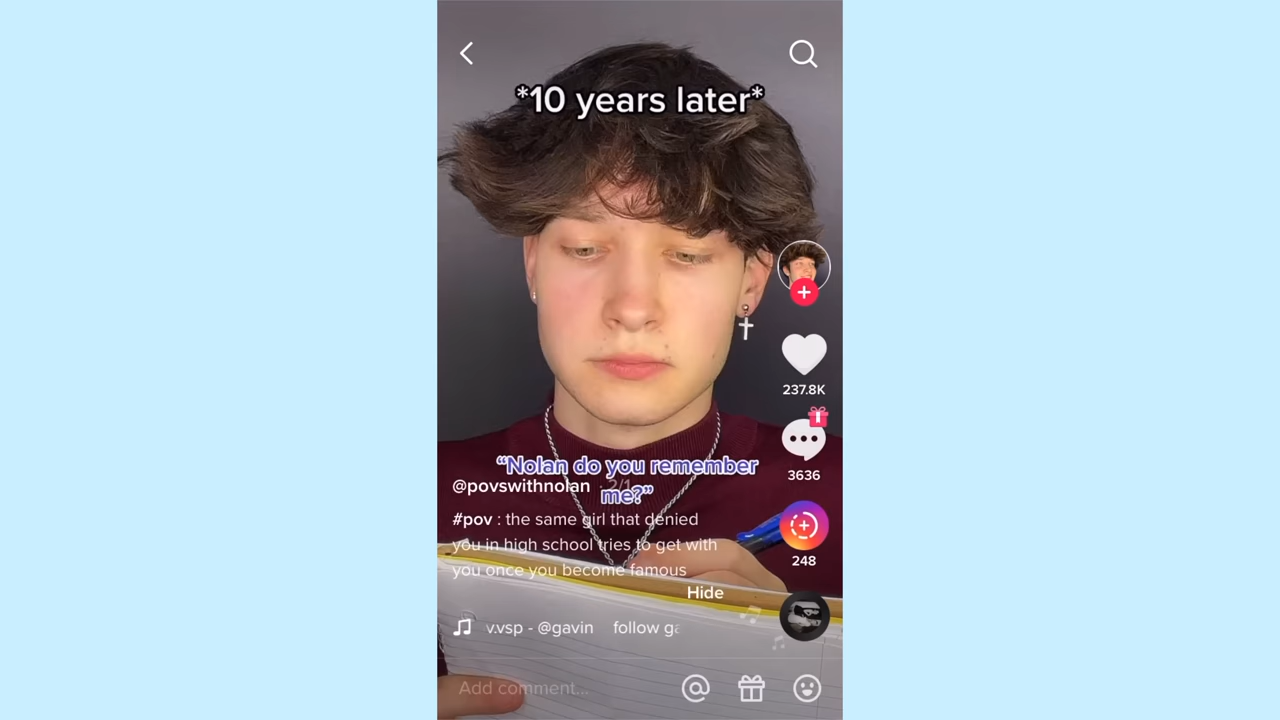 *10 years later*
237.8K
“Nolan do you remember
me?”
@povswithnolan · 2/1
3636
#pov : the same girl that denied
you in high school tries to get with
you once you become famous
248
Hide
v.vsp - @gavin follow
Add comment...